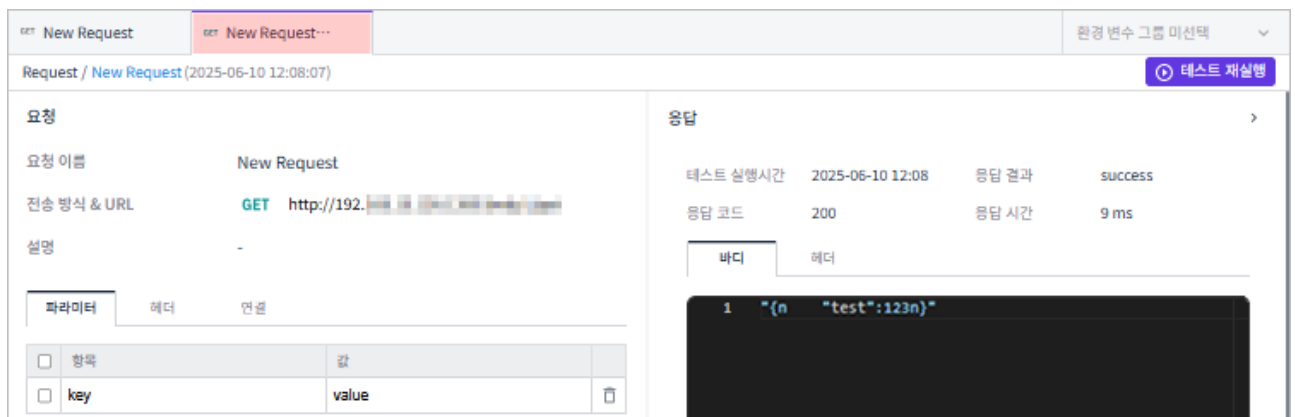 GET New Request
GET New Request···
환경 변수 그룹 미선택
Request / New Request (2025-06-10 12:08:07)
테스트 재실행
요청
요청 이름 New Request
전송 방식 & URL GET http://192.
설명 -
파라미터 헤더 연결
항목 값
key value
응답
테스트 실행시간 2025-06-10 12:08 응답 결과 success
응답 코드 200 응답 시간 9 ms
바디 헤더
1 "{n    "test":123n}"